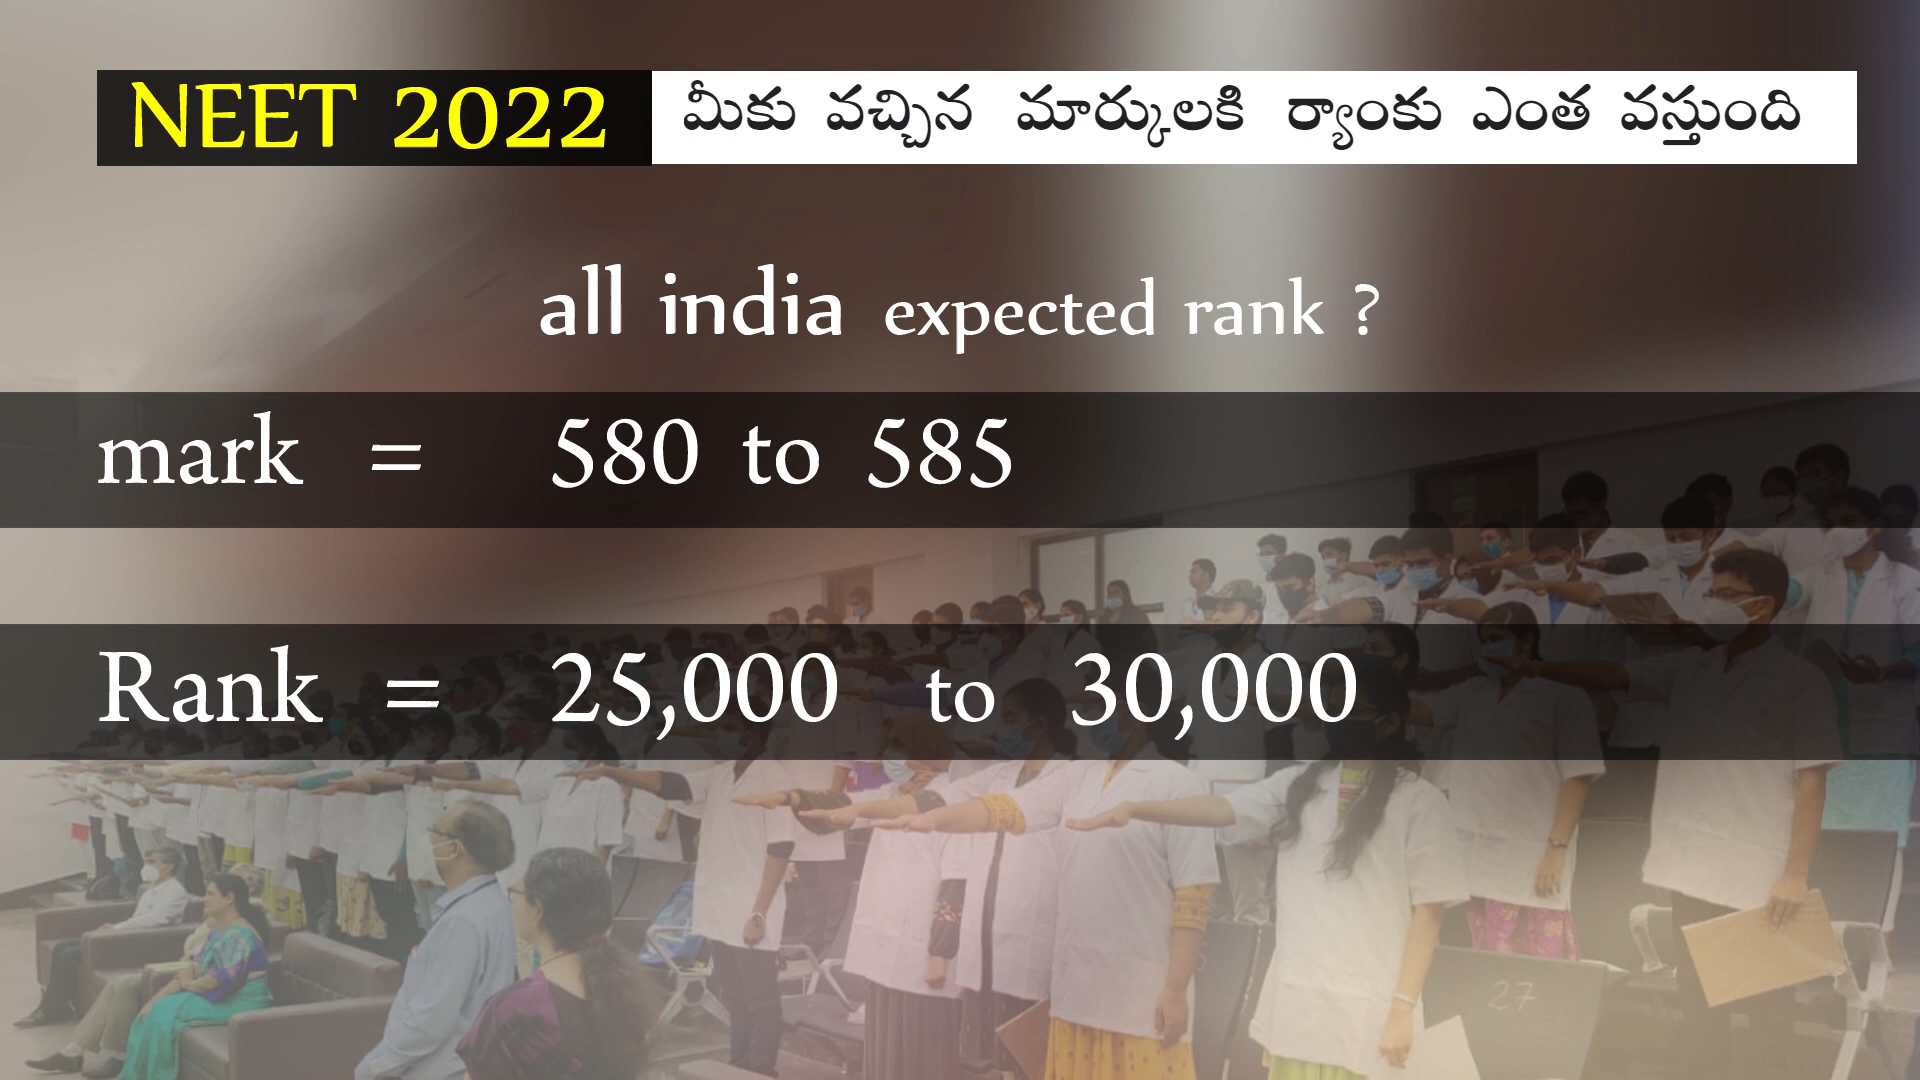 NEET 2022 మీకు వచ్చిన మార్కులకి ర్యాంకు ఎంత వస్తుంది
all india expected rank ?
mark = 580 to 585
Rank = 25,000 to 30,000
27